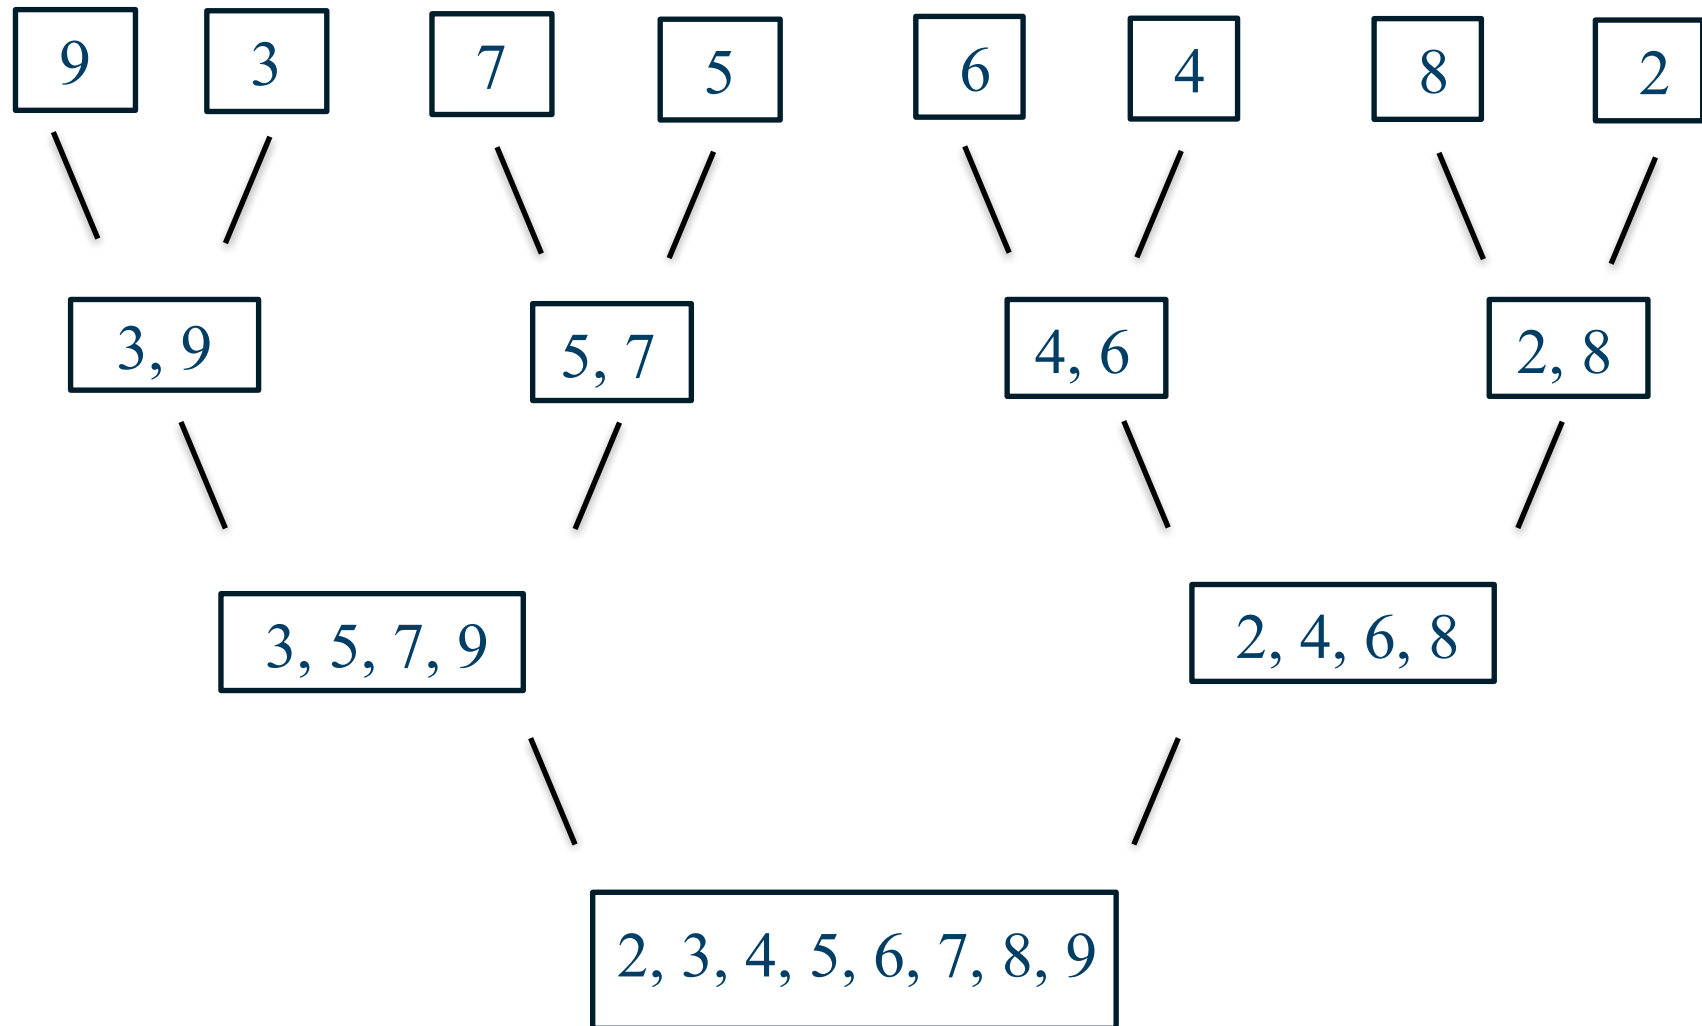 9 3 7 5 6 4 8 2
3, 9 5, 7 4, 6 2, 8
3, 5, 7, 9 2, 4, 6, 8
2, 3, 4, 5, 6, 7, 8, 9